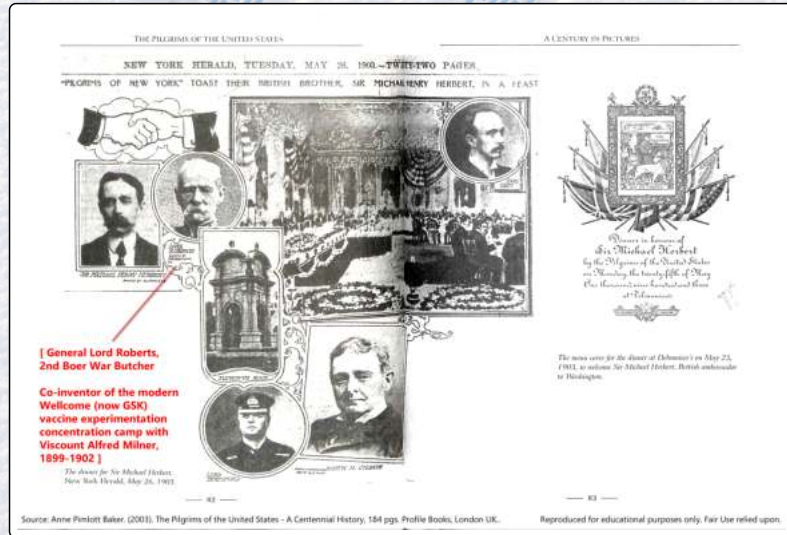 THE PILGRIMS OF THE UNITED STATES
A CENTURY IN PICTURES
NEW YORK HERALD, TUESDAY, MAY 26, 1903.—TWENTY-TWO PAGES.
"PILGRIMS OF NEW YORK" TOAST THEIR BRITISH BROTHER, SIR MICHAEL HENRY HERBERT, IN A FEAST
SIR MICHAEL HENRY HERBERT
LORD
ROBERTS
[ General Lord Roberts,
2nd Boer War Butcher
Co-inventor of the modern
Wellcome (now GSK)
vaccine experimentation
concentration camp with
Viscount Alfred Milner,
1899-1902 ]
The dinner for Sir Michael Herbert,
New York Herald, May 26, 1903
82
Dinner in honour of
Sir Michael Herbert
by the Pilgrims of the United States
on Monday, the twenty-fifth of May
One thousand nine hundred and three
at Delmonicos
The menu cover for the dinner at Delmonico's on May 25,
1903, to welcome Sir Michael Herbert, British ambassador
to Washington.
83
Source: Anne Pimlott Baker. (2003). The Pilgrims of the United States - A Centennial History, 184 pgs. Profile Books, London UK.
Reproduced for educational purposes only. Fair Use relied upon.